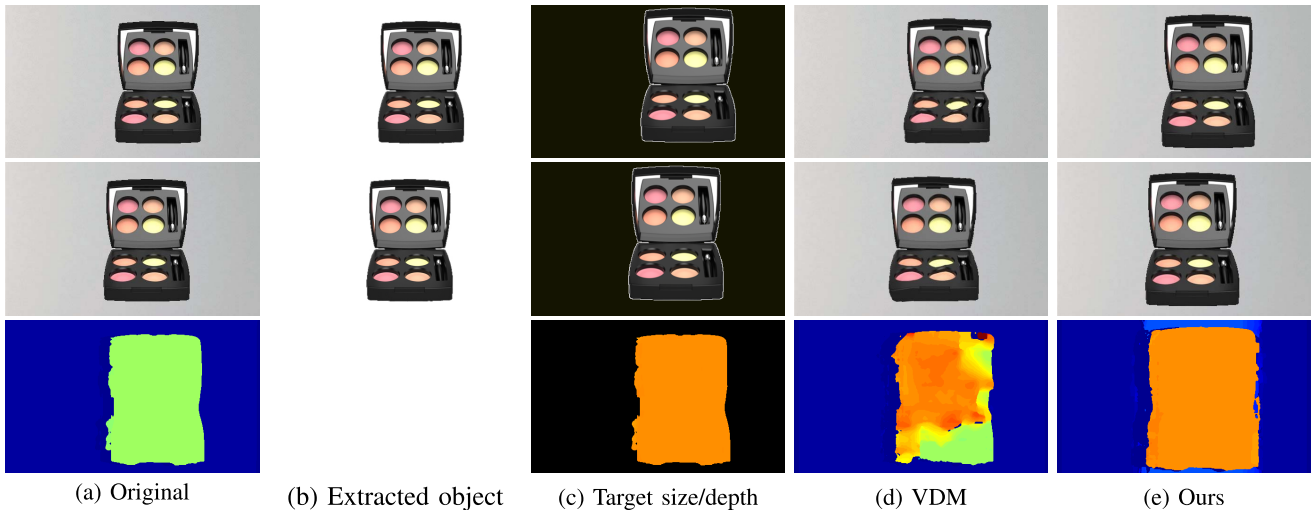 (a) Original
(b) Extracted object
(c) Target size/depth
(d) VDM
(e) Ours